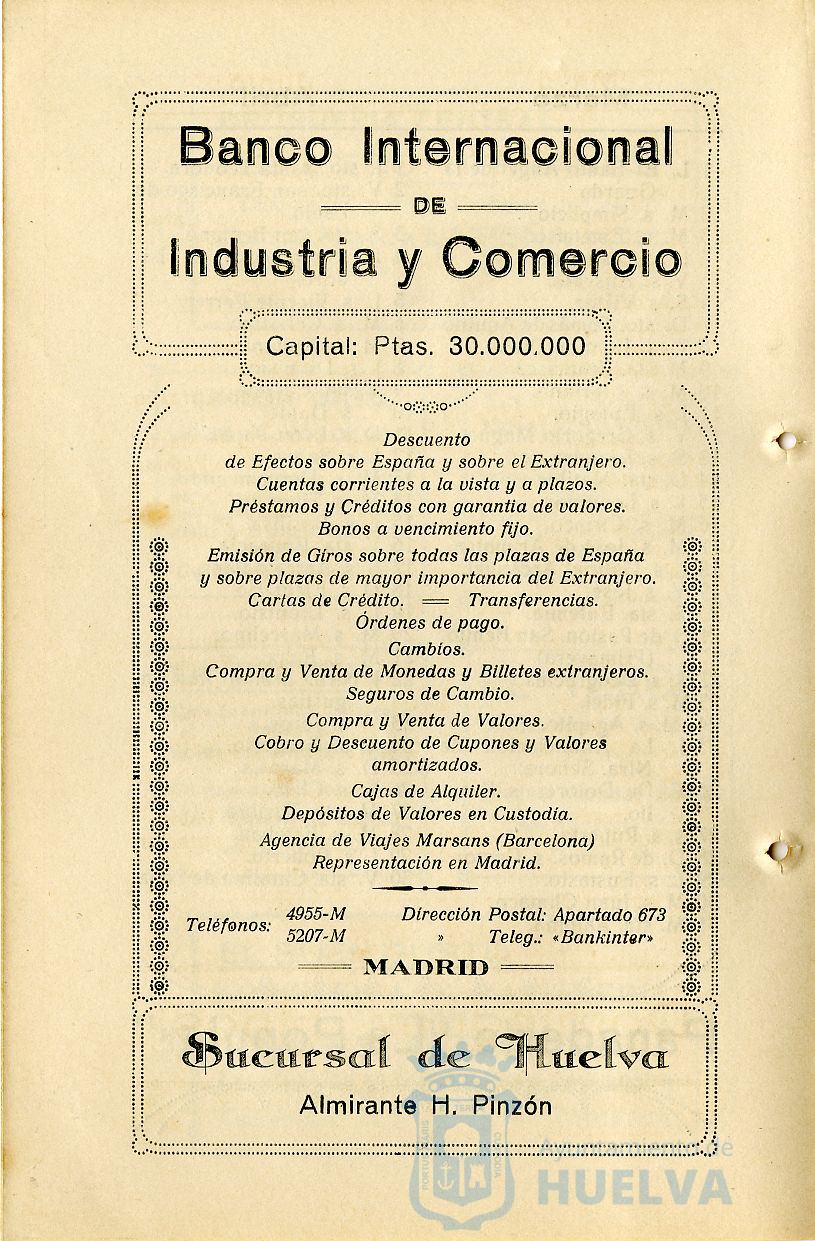 Banco Internacional
DE
Industria y Comercio
Capital: Ptas. 30.000.000
Descuento
de Efectos sobre España y sobre el Extranjero.
Cuentas corrientes a la vista y a plazos.
Préstamos y Créditos con garantia de valores.
Bonos a vencimiento fijo.
Emisión de Giros sobre todas las plazas de España
y sobre plazas de mayor importancia del Extranjero.
Cartas de Crédito. = Transferencias.
Órdenes de pago.
Cambios.
Compra y Venta de Monedas y Billetes extranjeros.
Seguros de Cambio.
Compra y Venta de Valores.
Cobro y Descuento de Cupones y Valores
amortizados.
Cajas de Alquiler.
Depósitos de Valores en Custodia.
Agencia de Viajes Marsans (Barcelona)
Representación en Madrid.
Teléfonos: 4955-M Dirección Postal: Apartado 673
5207-M » Teleg.: «Bankinter»
MADRID
Sucursal de Huelva
Almirante H. Pinzón
Ayuntamiento de
HUELVA